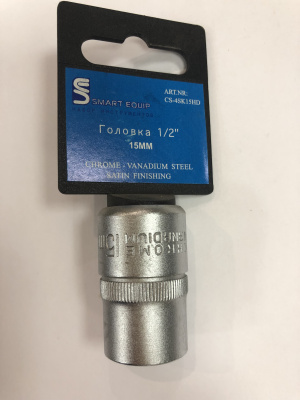 SMART EQUIP
ART.NR:
CS-4SK15HD
Головка 1/2"
15MM
CHROME - VANADIUM STEEL
SATIN FINISHING